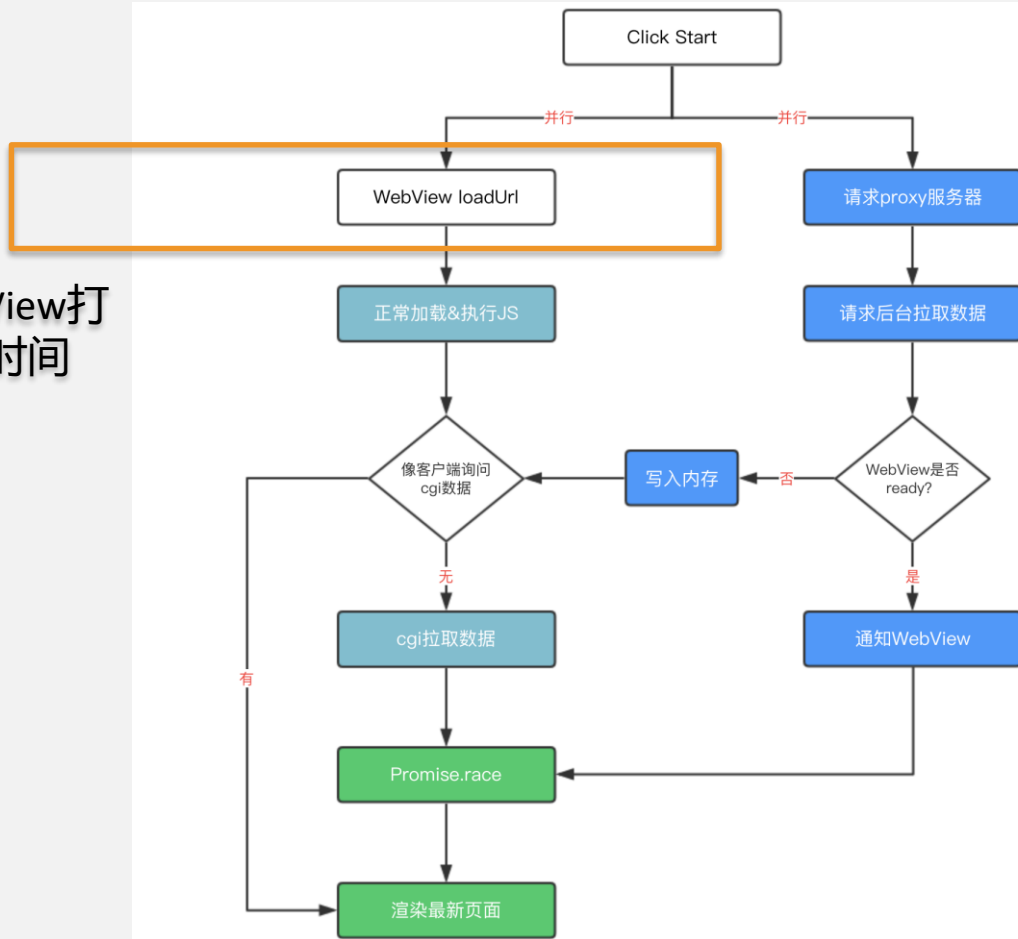 Click Start
并行
并行
WebView loadUrl
请求proxy服务器
View打
时间
正常加载&执行JS
请求后台拉取数据
像客户端询问
cgi数据
写入内存
否
WebView是否
ready?
无
是
cgi拉取数据
通知WebView
有
Promise.race
渲染最新页面